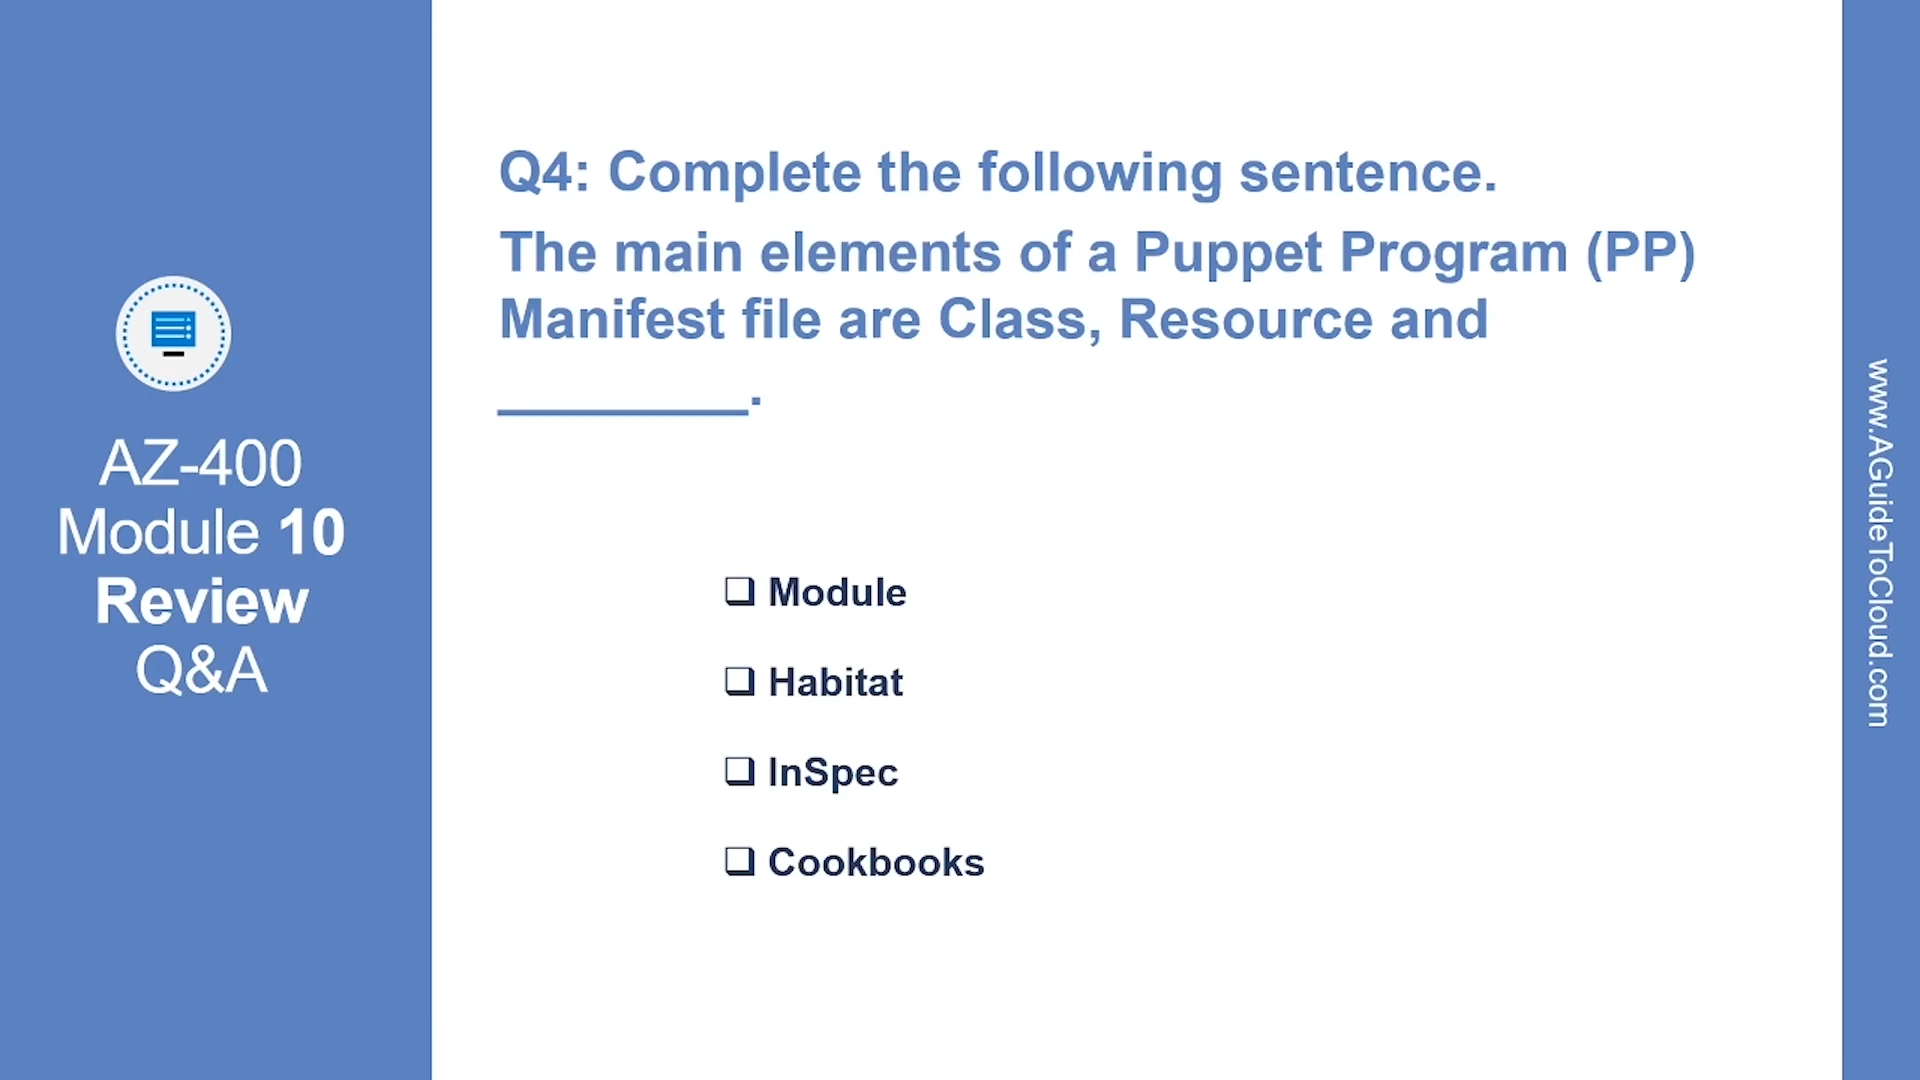 AZ-400
Module 10
Review
Q&A
Q4: Complete the following sentence.
The main elements of a Puppet Program (PP)
Manifest file are Class, Resource and
________.
❑ Module
❑ Habitat
❑ InSpec
❑ Cookbooks
www.AGuideToCloud.com